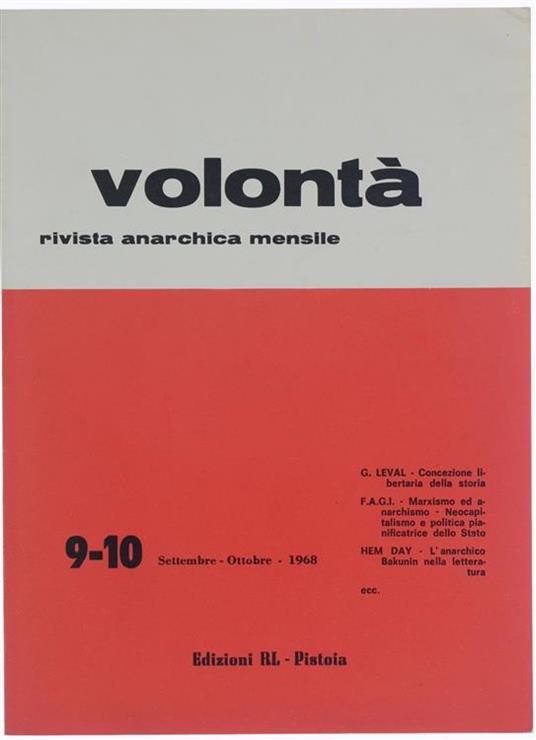 volontà
rivista anarchica mensile
G. LEVAL - Concezione li-
bertaria della storia
F.A.G.I. - Marxismo ed a-
narchismo - Neocapi-
talismo e politica pia-
nificatrice dello Stato
HEM DAY - L'anarchico
Bakunin nella lettera-
tura
ecc.
9-10 Settembre - Ottobre - 1968
Edizioni RL - Pistoia